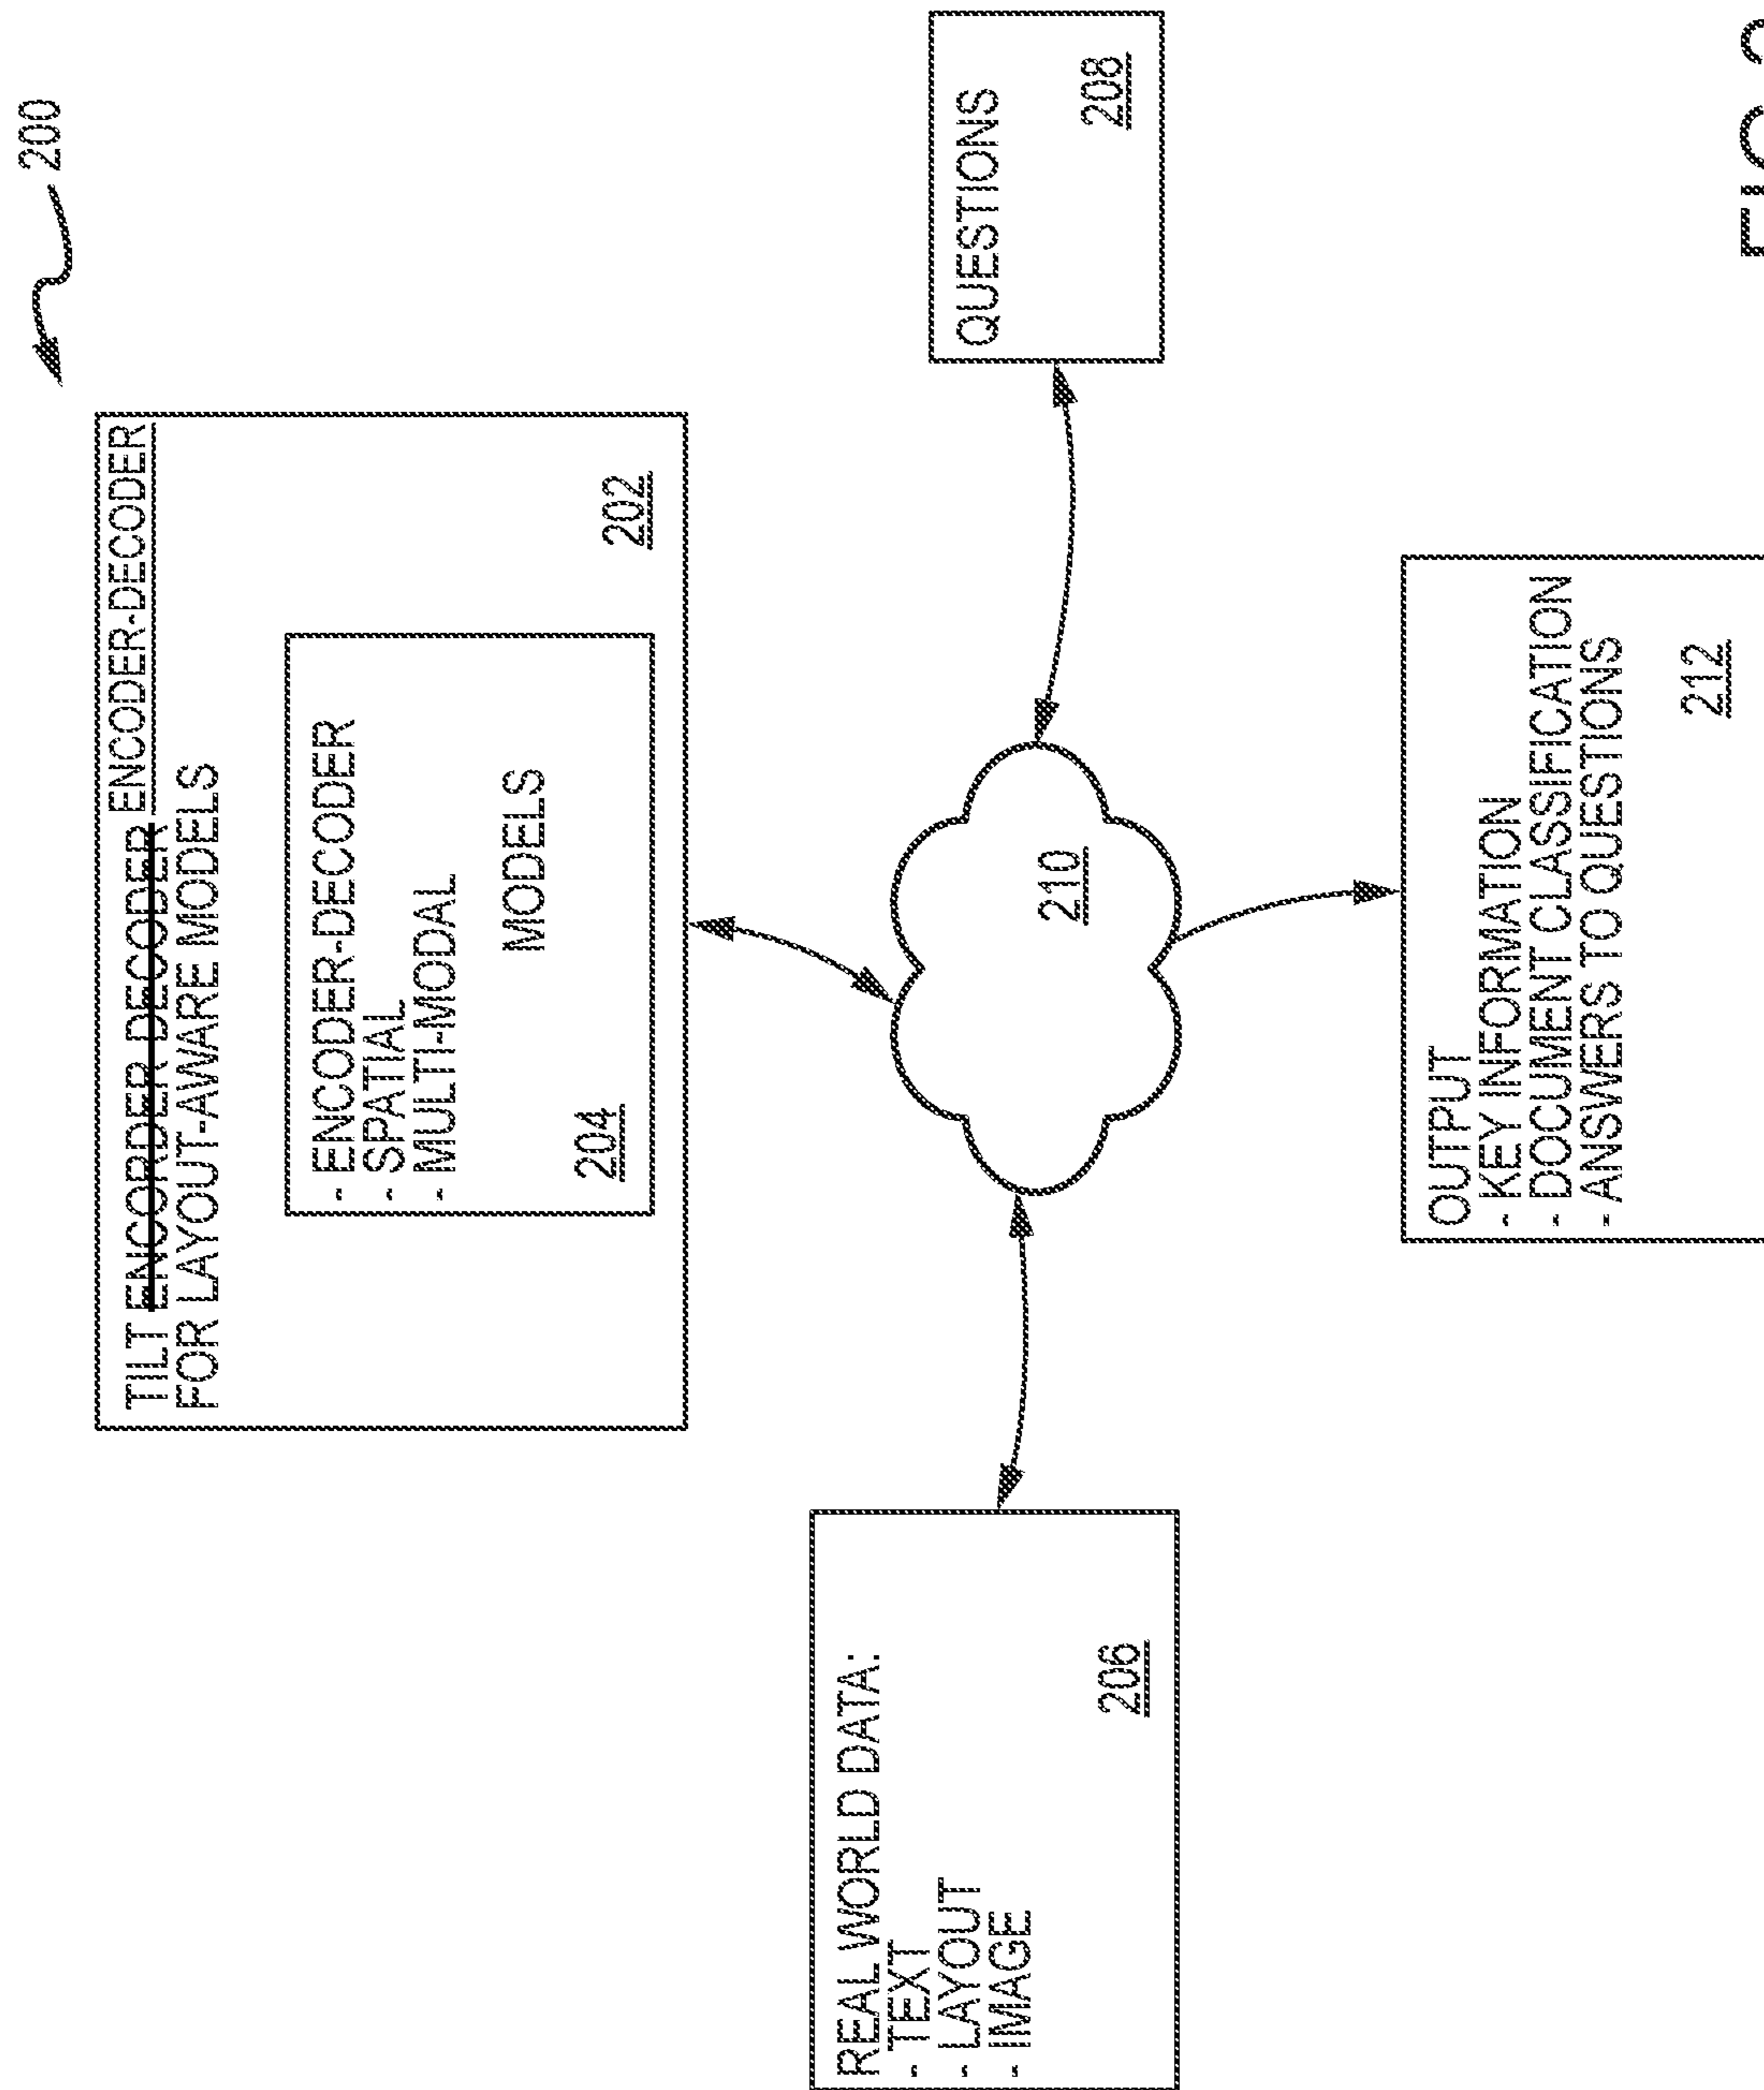 200
TILT ENCORDER DECODER ENCODER-DECODER
FOR LAYOUT-AWARE MODELS
- ENCODER-DECODER
- SPATIAL
- MULTI-MODAL
MODELS
204
202
REAL WORLD DATA:
- TEXT
- LAYOUT
- IMAGE
206
210
QUESTIONS
208
OUTPUT
- KEY INFORMATION
- DOCUMENT CLASSIFICATION
- ANSWERS TO QUESTIONS
212